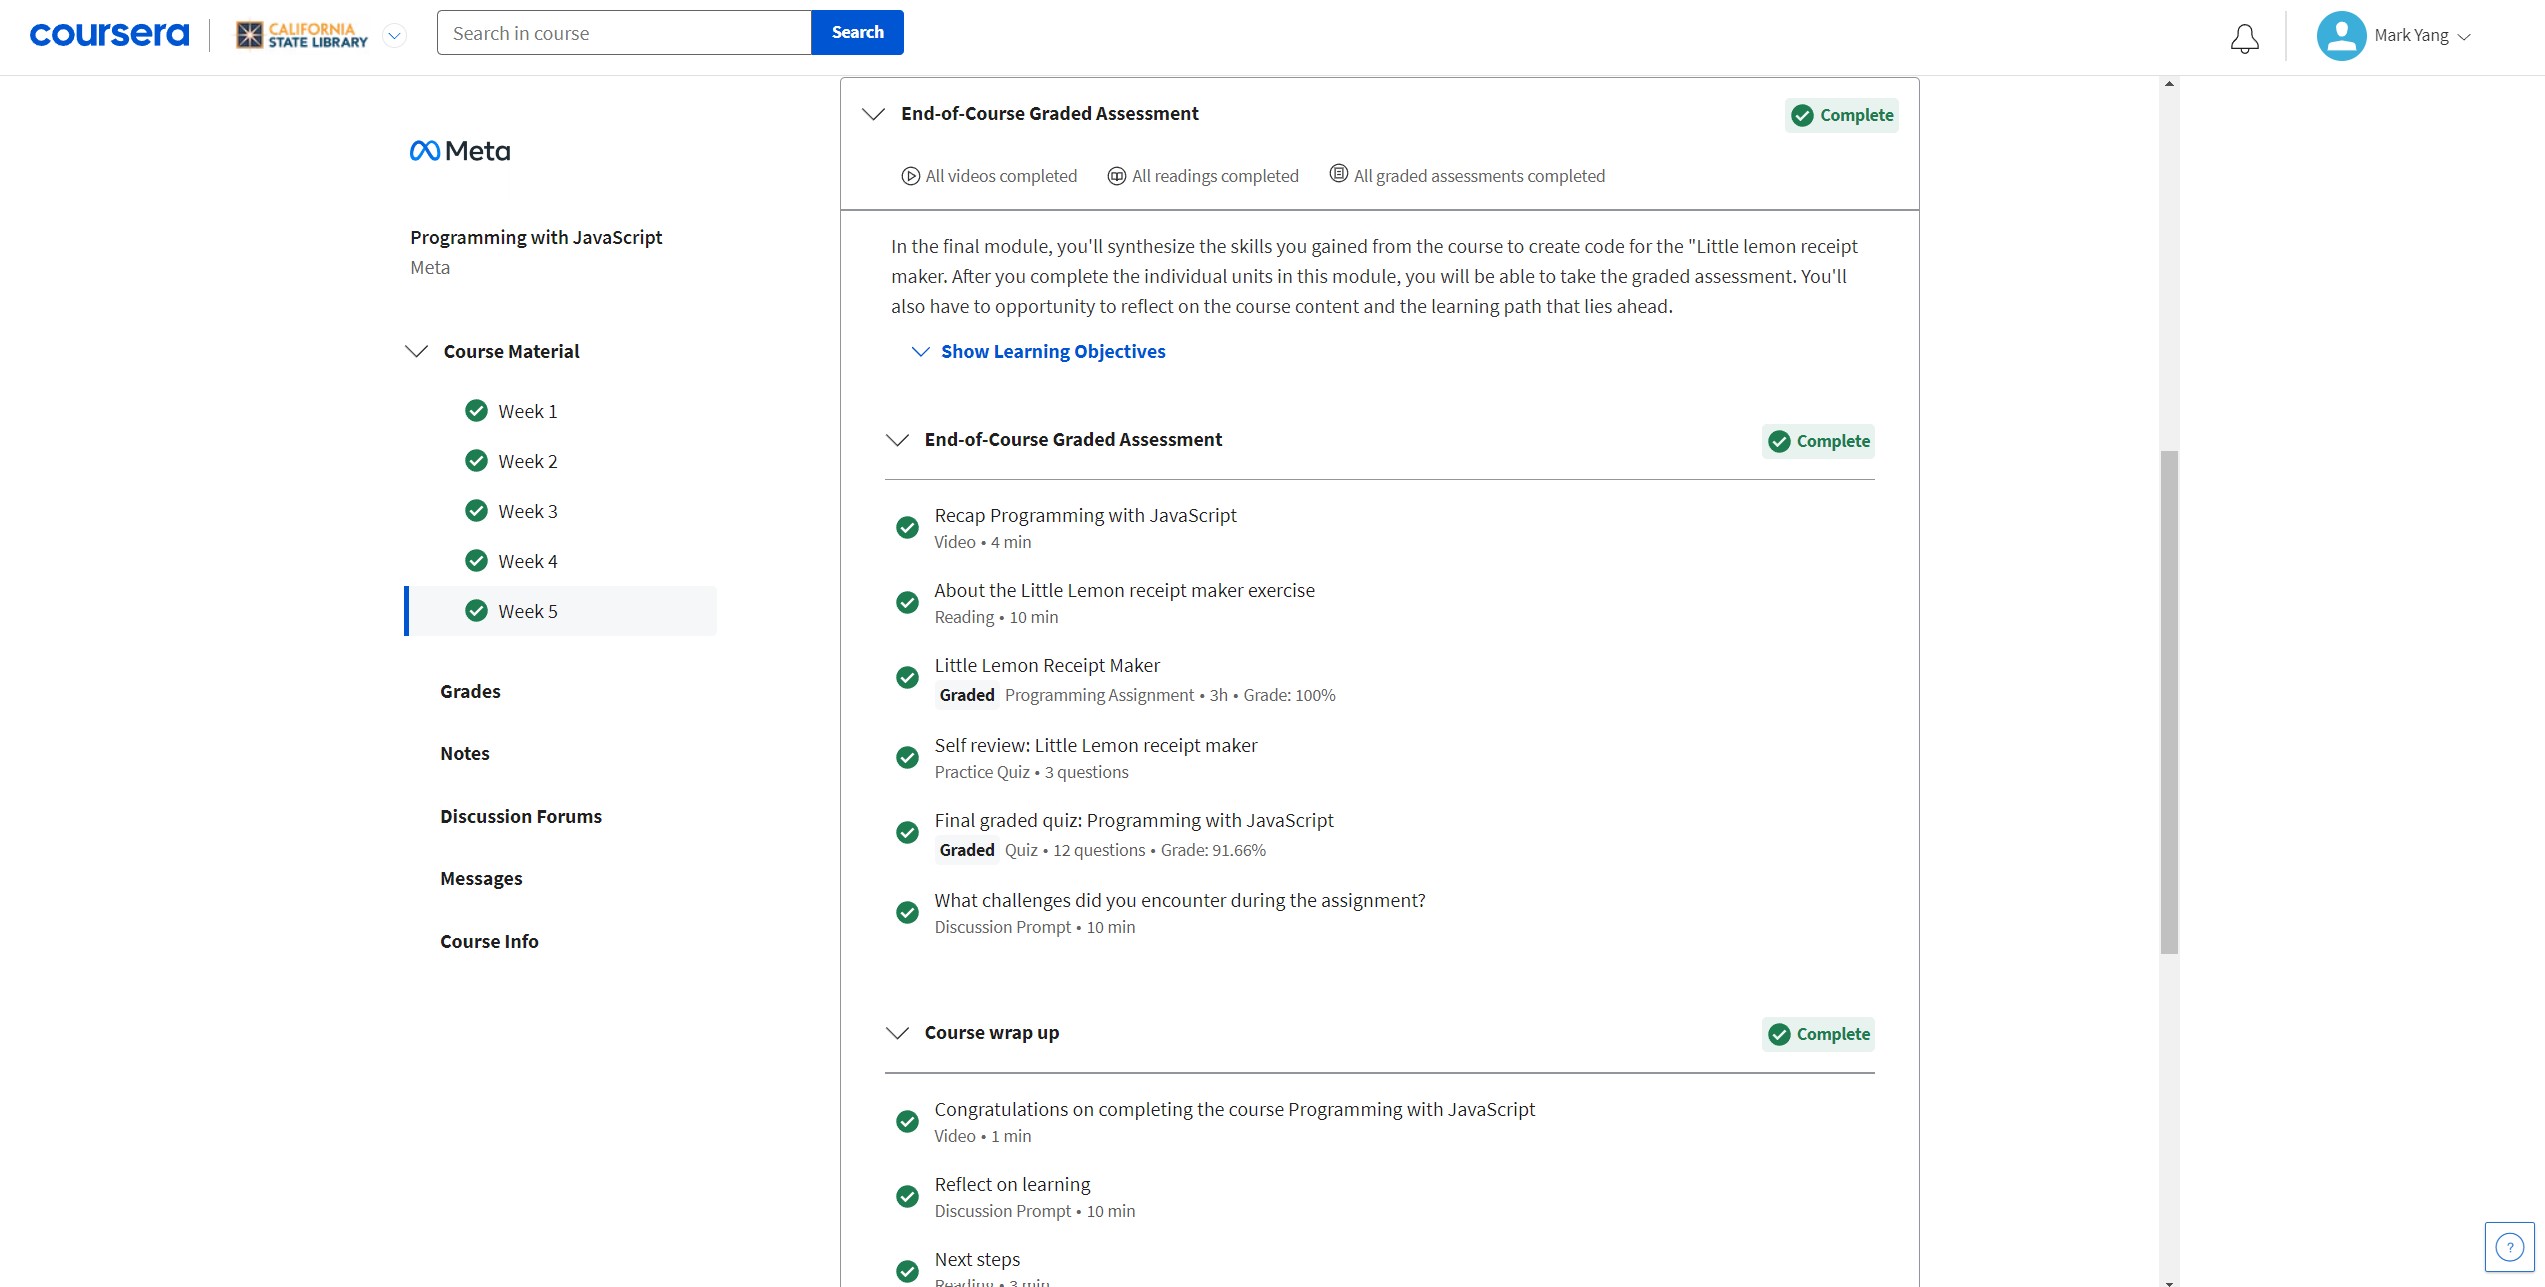 coursera
CALIFORNIA
STATE LIBRARY
Search in course
Search
Mark Yang
Meta
Programming with JavaScript
Meta
Course Material
Week 1
Week 2
Week 3
Week 4
Week 5
Grades
Notes
Discussion Forums
Messages
Course Info
End-of-Course Graded Assessment
Complete
All videos completed
All readings completed
All graded assessments completed
In the final module, you'll synthesize the skills you gained from the course to create code for the "Little lemon receipt
maker. After you complete the individual units in this module, you will be able to take the graded assessment. You'll
also have to opportunity to reflect on the course content and the learning path that lies ahead.
Show Learning Objectives
End-of-Course Graded Assessment
Complete
Recap Programming with JavaScript
Video • 4 min
About the Little Lemon receipt maker exercise
Reading • 10 min
Little Lemon Receipt Maker
Graded Programming Assignment • 3h • Grade: 100%
Self review: Little Lemon receipt maker
Practice Quiz • 3 questions
Final graded quiz: Programming with JavaScript
Graded Quiz • 12 questions • Grade: 91.66%
What challenges did you encounter during the assignment?
Discussion Prompt • 10 min
Course wrap up
Complete
Congratulations on completing the course Programming with JavaScript
Video • 1 min
Reflect on learning
Discussion Prompt • 10 min
Next steps
Reading • 3 min
?